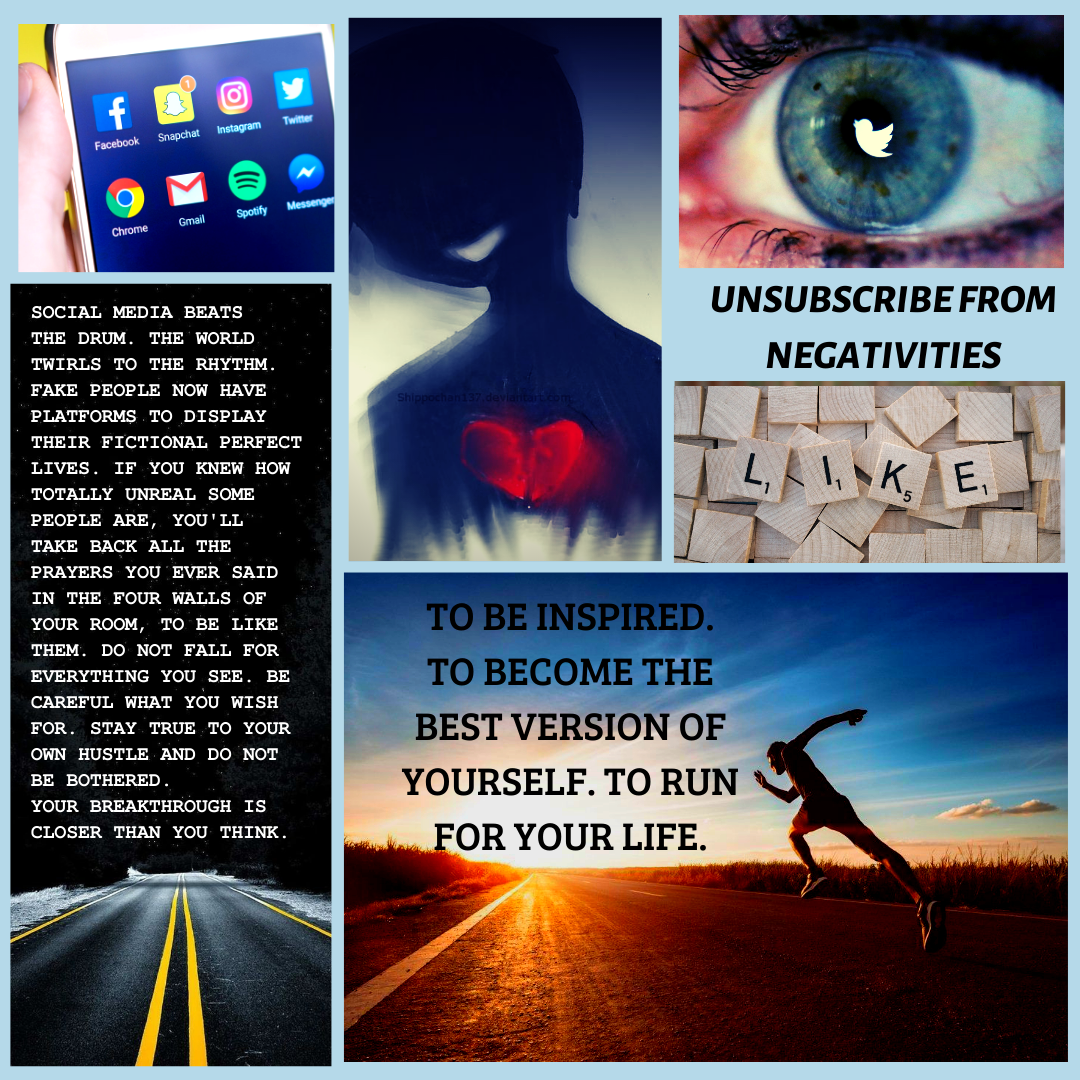 Facebook
Snapchat
1
Instagram
Twitter
Chrome
Gmail
Spotify
Messenger
SOCIAL MEDIA BEATS
THE DRUM. THE WORLD
TWIRLS TO THE RHYTHM.
FAKE PEOPLE NOW HAVE
PLATFORMS TO DISPLAY
THEIR FICTIONAL PERFECT
LIVES. IF YOU KNEW HOW
TOTALLY UNREAL SOME
PEOPLE ARE, YOU'LL
TAKE BACK ALL THE
PRAYERS YOU EVER SAID
IN THE FOUR WALLS OF
YOUR ROOM, TO BE LIKE
THEM. DO NOT FALL FOR
EVERYTHING YOU SEE. BE
CAREFUL WHAT YOU WISH
FOR. STAY TRUE TO YOUR
OWN HUSTLE AND DO NOT
BE BOTHERED.
YOUR BREAKTHROUGH IS
CLOSER THAN YOU THINK.
Shippochan137.deviantart.com
UNSUBSCRIBE FROM
NEGATIVITIES
L1 I1 K5 E1
TO BE INSPIRED.
TO BECOME THE
BEST VERSION OF
YOURSELF. TO RUN
FOR YOUR LIFE.